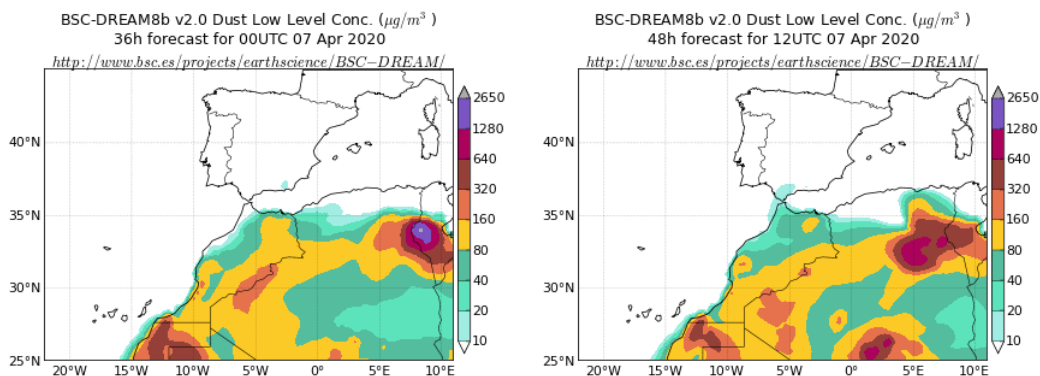 BSC-DREAM8b v2.0 Dust Low Level Conc. (μg/m³ )
36h forecast for 00UTC 07 Apr 2020
http://www.bsc.es/projects/earthscience/BSC−DREAM/
40°N
35°N
30°N
25°N
20°W
15°W
10°W
5°W
0°
5°E
10°E
2650
1280
640
320
160
80
40
20
10
BSC-DREAM8b v2.0 Dust Low Level Conc. (μg/m³ )
48h forecast for 12UTC 07 Apr 2020
http://www.bsc.es/projects/earthscience/BSC−DREAM/
40°N
35°N
30°N
25°N
20°W
15°W
10°W
5°W
0°
5°E
10°E
2650
1280
640
320
160
80
40
20
10